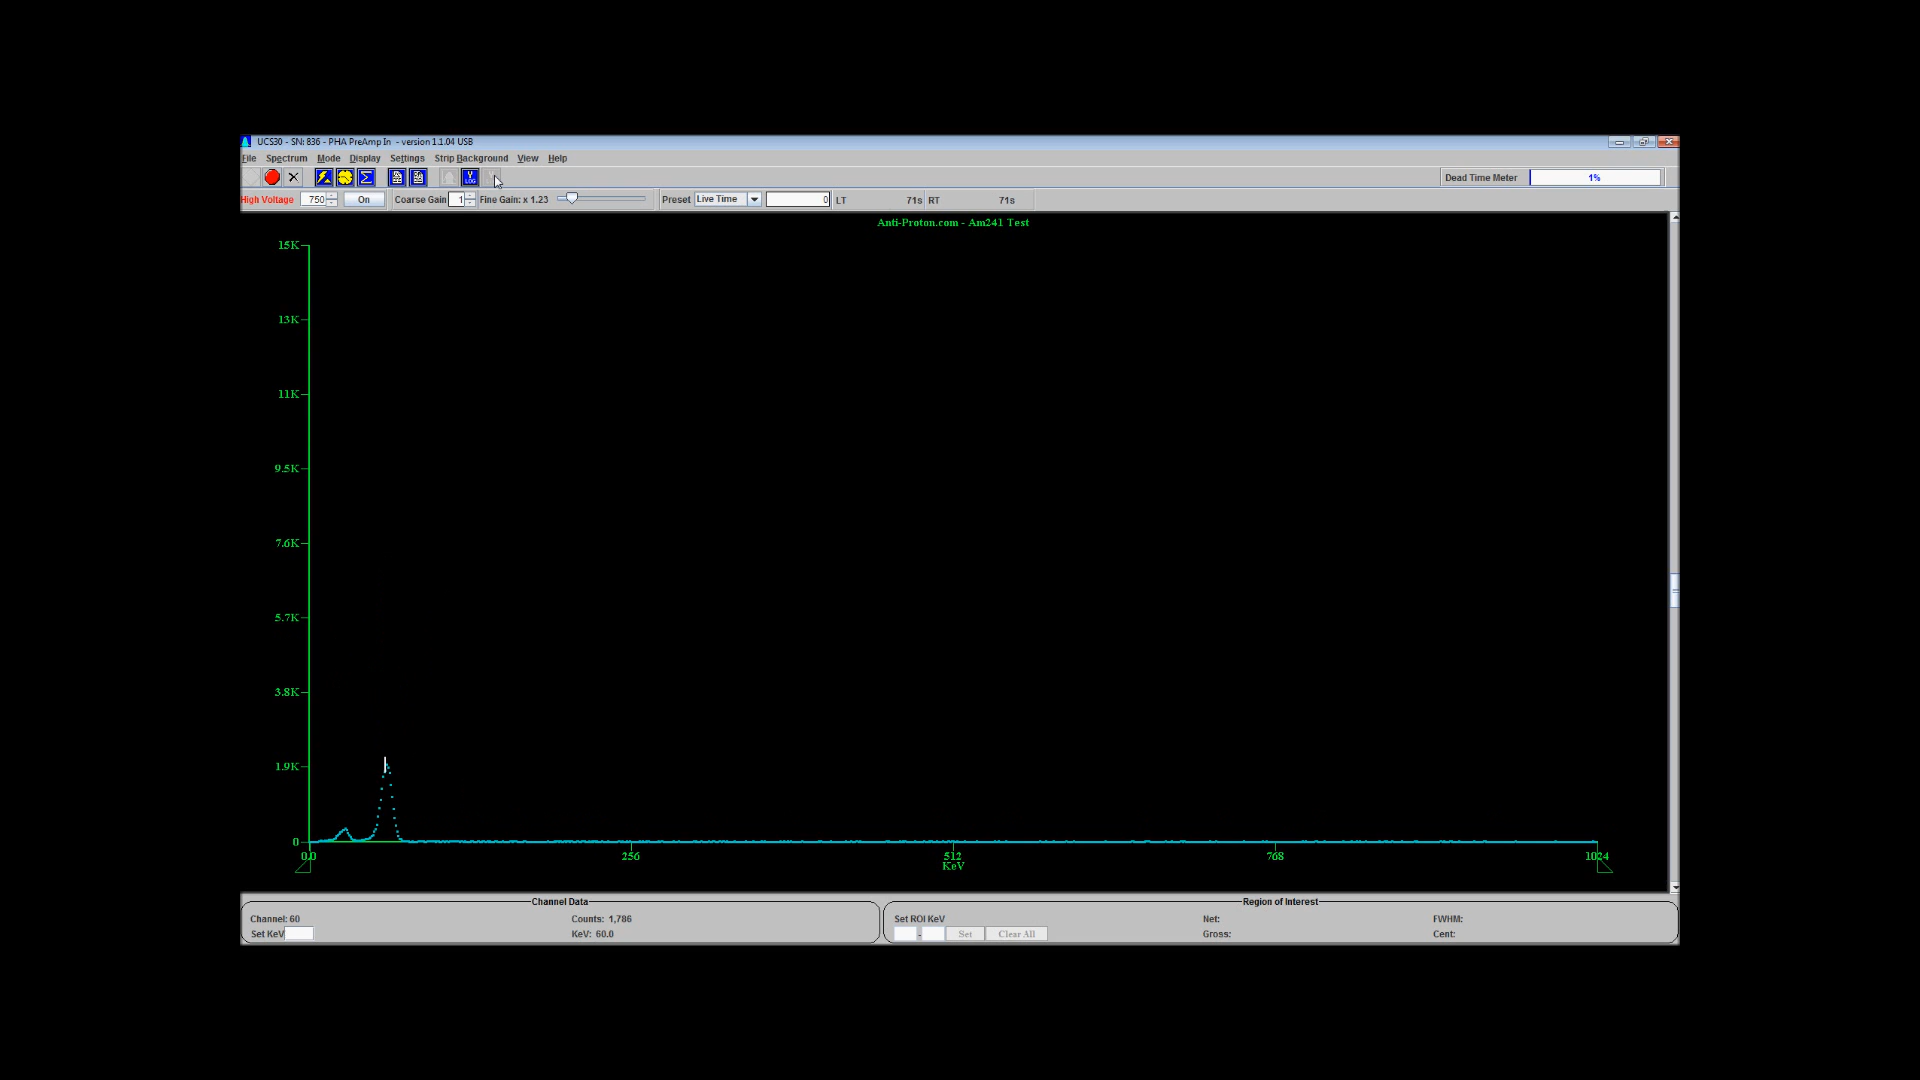 UCS30 - SN: 836 - PHA PreAmp In - version 1.1.04 USB
File Spectrum Mode Display Settings Strip Background View Help
Y LOG
Dead Time Meter 1%
High Voltage 750 On Coarse Gain 1 Fine Gain: x 1.23 Preset Live Time 0 LT 71s RT 71s
Anti-Proton.com - Am241 Test
15K
13K
11K
9.5K
7.6K
5.7K
3.8K
1.9K
0
0.0 256 512 768 1024
KeV
Channel Data
Channel: 60 Counts: 1,786
Set KeV KeV: 60.0
Region of Interest
Set ROI KeV Net: FWHM:
- Set Clear All Gross: Cent: